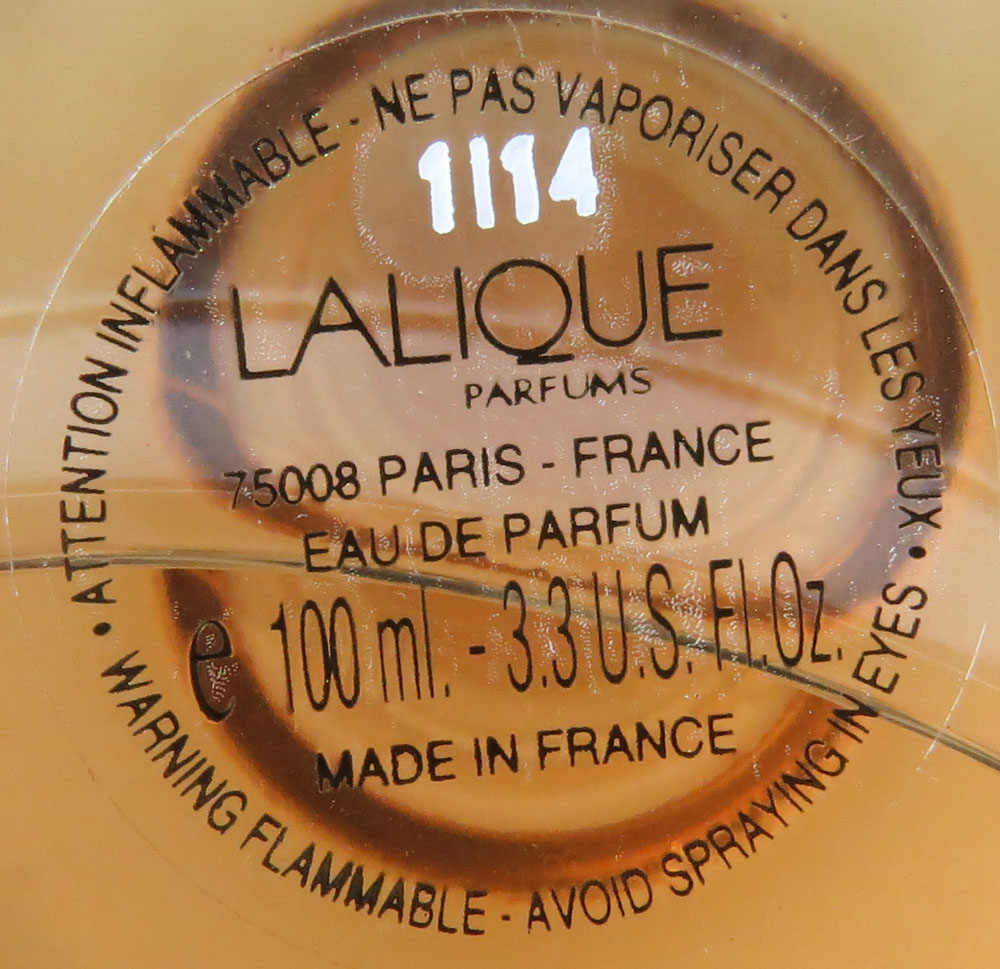 • ATTENTION INFLAMMABLE - NE PAS VAPORISER DANS LES YEUX
1114
LALIQUE
PARFUMS
75008 PARIS - FRANCE
EAU DE PARFUM
e 100 ml. - 3.3 U.S. Fl.Oz.
MADE IN FRANCE
• WARNING FLAMMABLE - AVOID SPRAYING IN EYES